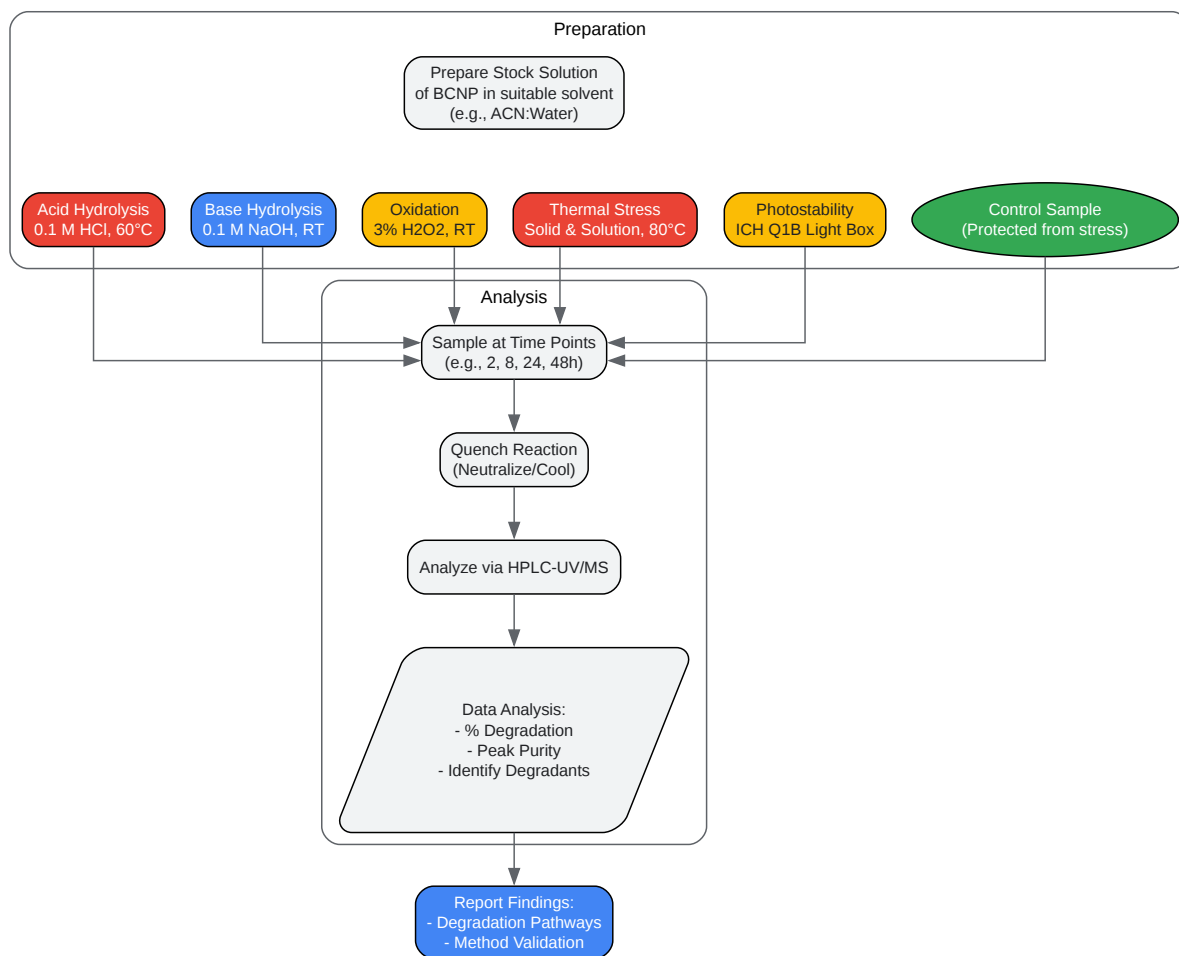 Preparation
Prepare Stock Solution
of BCNP in suitable solvent
(e.g., ACN:Water)
Acid Hydrolysis
0.1 M HCl, 60°C
Base Hydrolysis
0.1 M NaOH, RT
Oxidation
3% H2O2, RT
Thermal Stress
Solid & Solution, 80°C
Photostability
ICH Q1B Light Box
Control Sample
(Protected from stress)
Analysis
Sample at Time Points
(e.g., 2, 8, 24, 48h)
Quench Reaction
(Neutralize/Cool)
Analyze via HPLC-UV/MS
Data Analysis:
- % Degradation
- Peak Purity
- Identify Degradants
Report Findings:
- Degradation Pathways
- Method Validation